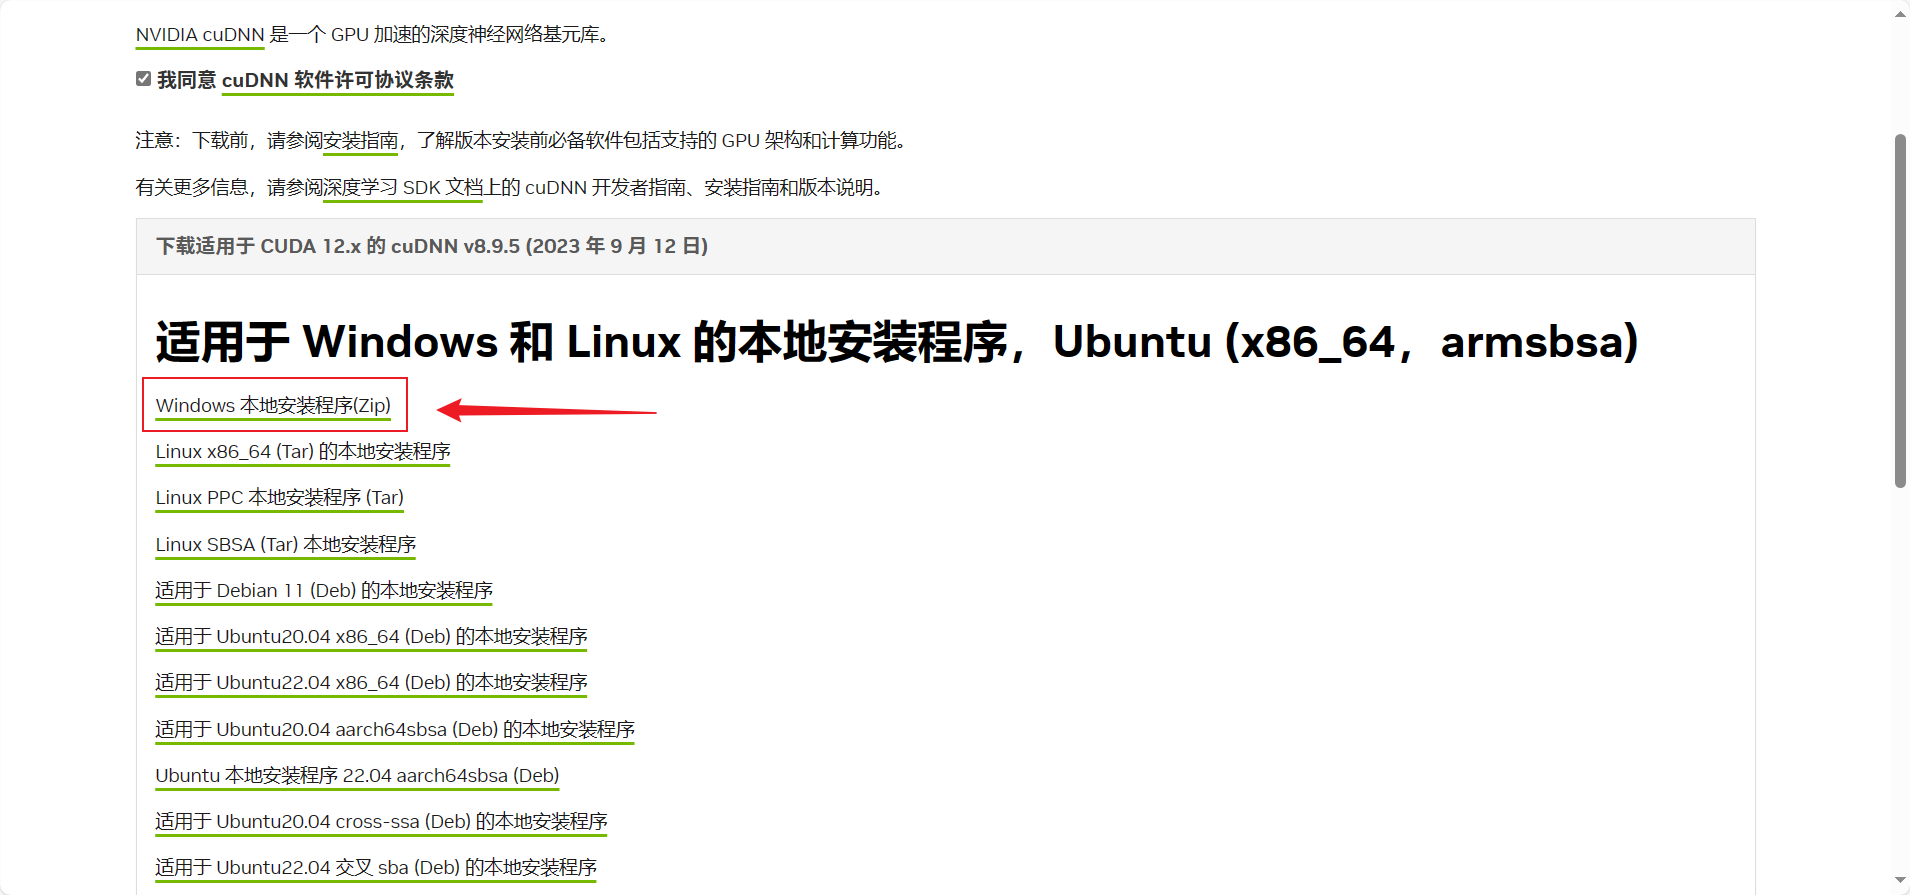 NVIDIA cuDNN 是一个 GPU 加速的深度神经网络基元库。
我同意 cuDNN 软件许可协议条款
注意：下载前，请参阅安装指南，了解版本安装前必备软件包括支持的 GPU 架构和计算功能。
有关更多信息，请参阅深度学习 SDK 文档上的 cuDNN 开发者指南、安装指南和版本说明。
下载适用于 CUDA 12.x 的 cuDNN v8.9.5 (2023 年 9 月 12 日)
适用于 Windows 和 Linux 的本地安装程序，Ubuntu (x86_64，armsbsa)
Windows 本地安装程序(Zip)
Linux x86_64 (Tar) 的本地安装程序
Linux PPC 本地安装程序 (Tar)
Linux SBSA (Tar) 本地安装程序
适用于 Debian 11 (Deb) 的本地安装程序
适用于 Ubuntu20.04 x86_64 (Deb) 的本地安装程序
适用于 Ubuntu22.04 x86_64 (Deb) 的本地安装程序
适用于 Ubuntu20.04 aarch64sbsa (Deb) 的本地安装程序
Ubuntu 本地安装程序 22.04 aarch64sbsa (Deb)
适用于 Ubuntu20.04 cross-ssa (Deb) 的本地安装程序
适用于 Ubuntu22.04 交叉 sba (Deb) 的本地安装程序